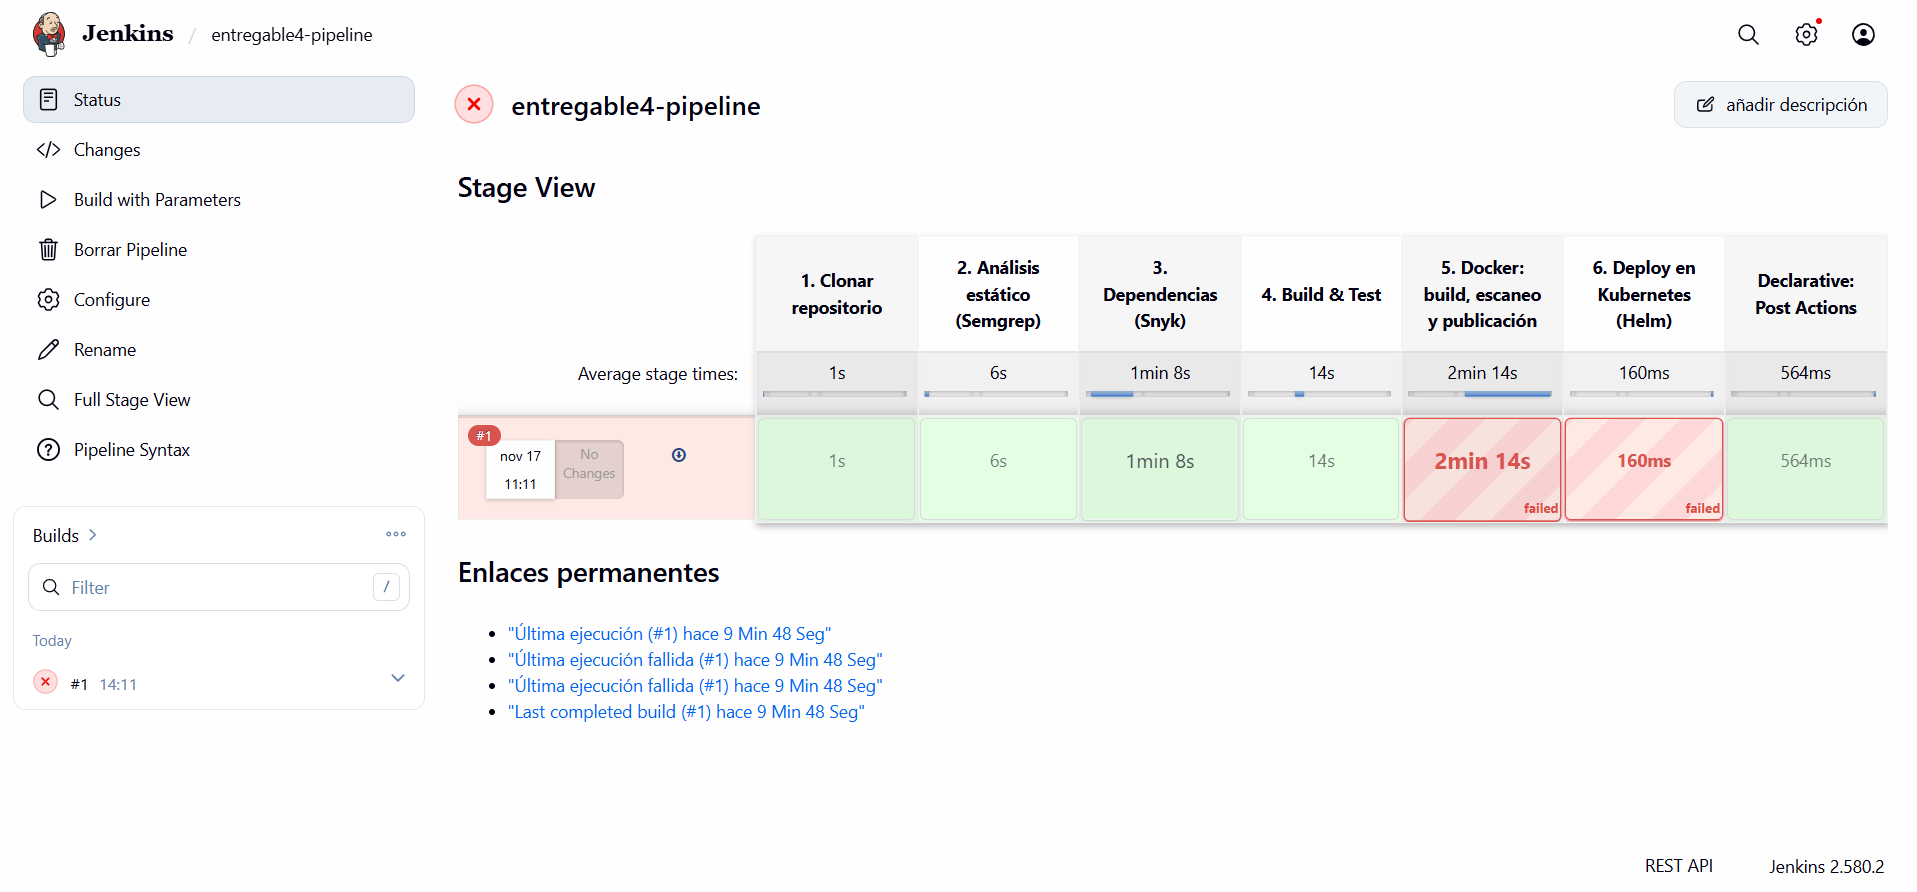 Jenkins / entregable4-pipeline
Status
Changes
Build with Parameters
Borrar Pipeline
Configure
Rename
Full Stage View
Pipeline Syntax
Builds
Filter
/
Today
#1 14:11
entregable4-pipeline
añadir descripción
Stage View
1. Clonar
repositorio
2. Análisis
estático
(Semgrep)
3.
Dependencias
(Snyk)
4. Build & Test
5. Docker:
build, escaneo
y publicación
6. Deploy en
Kubernetes
(Helm)
Declarative:
Post Actions
Average stage times:
1s
6s
1min 8s
14s
2min 14s
160ms
564ms
#1
nov 17
11:11
No
Changes
1s
6s
1min 8s
14s
2min 14s
failed
160ms
failed
564ms
Enlaces permanentes
"Última ejecución (#1) hace 9 Min 48 Seg"
"Última ejecución fallida (#1) hace 9 Min 48 Seg"
"Última ejecución fallida (#1) hace 9 Min 48 Seg"
"Last completed build (#1) hace 9 Min 48 Seg"
REST API
Jenkins 2.580.2